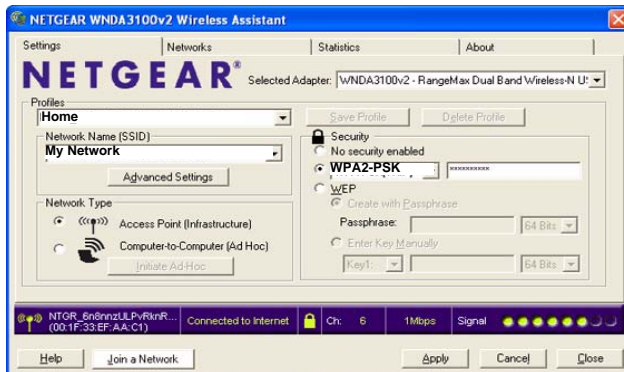 NETGEAR WNDA3100v2 Wireless Assistant
Settings
Networks
Statistics
About
NETGEAR®
Selected Adapter: WNDA3100v2 - RangeMax Dual Band Wireless-N U
Profiles
Home
Save Profile
Delete Profile
Network Name (SSID)
My Network
Advanced Settings
Security
No security enabled
WPA2-PSK
**********
WEP
Create with Passphrase
Passphrase:
64 Bits
Enter Key Manually
Key1:
64 Bits
Network Type
Access Point (Infrastructure)
Computer-to-Computer (Ad Hoc)
Initiate Ad-Hoc
(00:1F:33:EF:AA:C1)
Connected to Internet
Ch: 6
1Mbps
Signal
Help
Join a Network
Apply
Cancel
Close